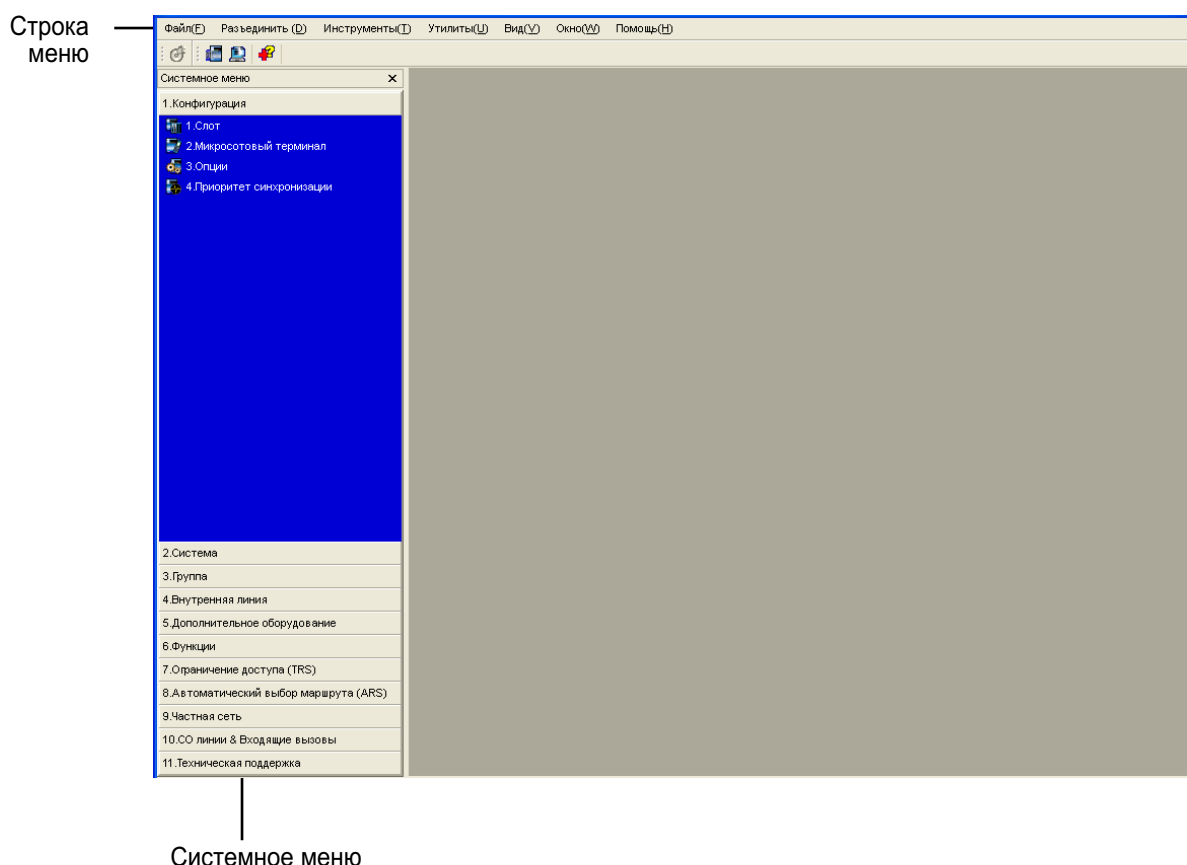 Строка
меню
Файл(F) Разъединить (D) Инструменты(T) Утилиты(U) Вид(V) Окно(W) Помощь(H)
Системное меню
1.Конфигурация
1.Слот
2.Микросотовый терминал
3.Опции
4.Приоритет синхронизации
2.Система
3.Группа
4.Внутренняя линия
5.Дополнительное оборудование
6.Функции
7.Ограничение доступа (TRS)
8.Автоматический выбор маршрута (ARS)
9.Частная сеть
10.CO линии & Входящие вызовы
11.Техническая поддержка
Системное меню